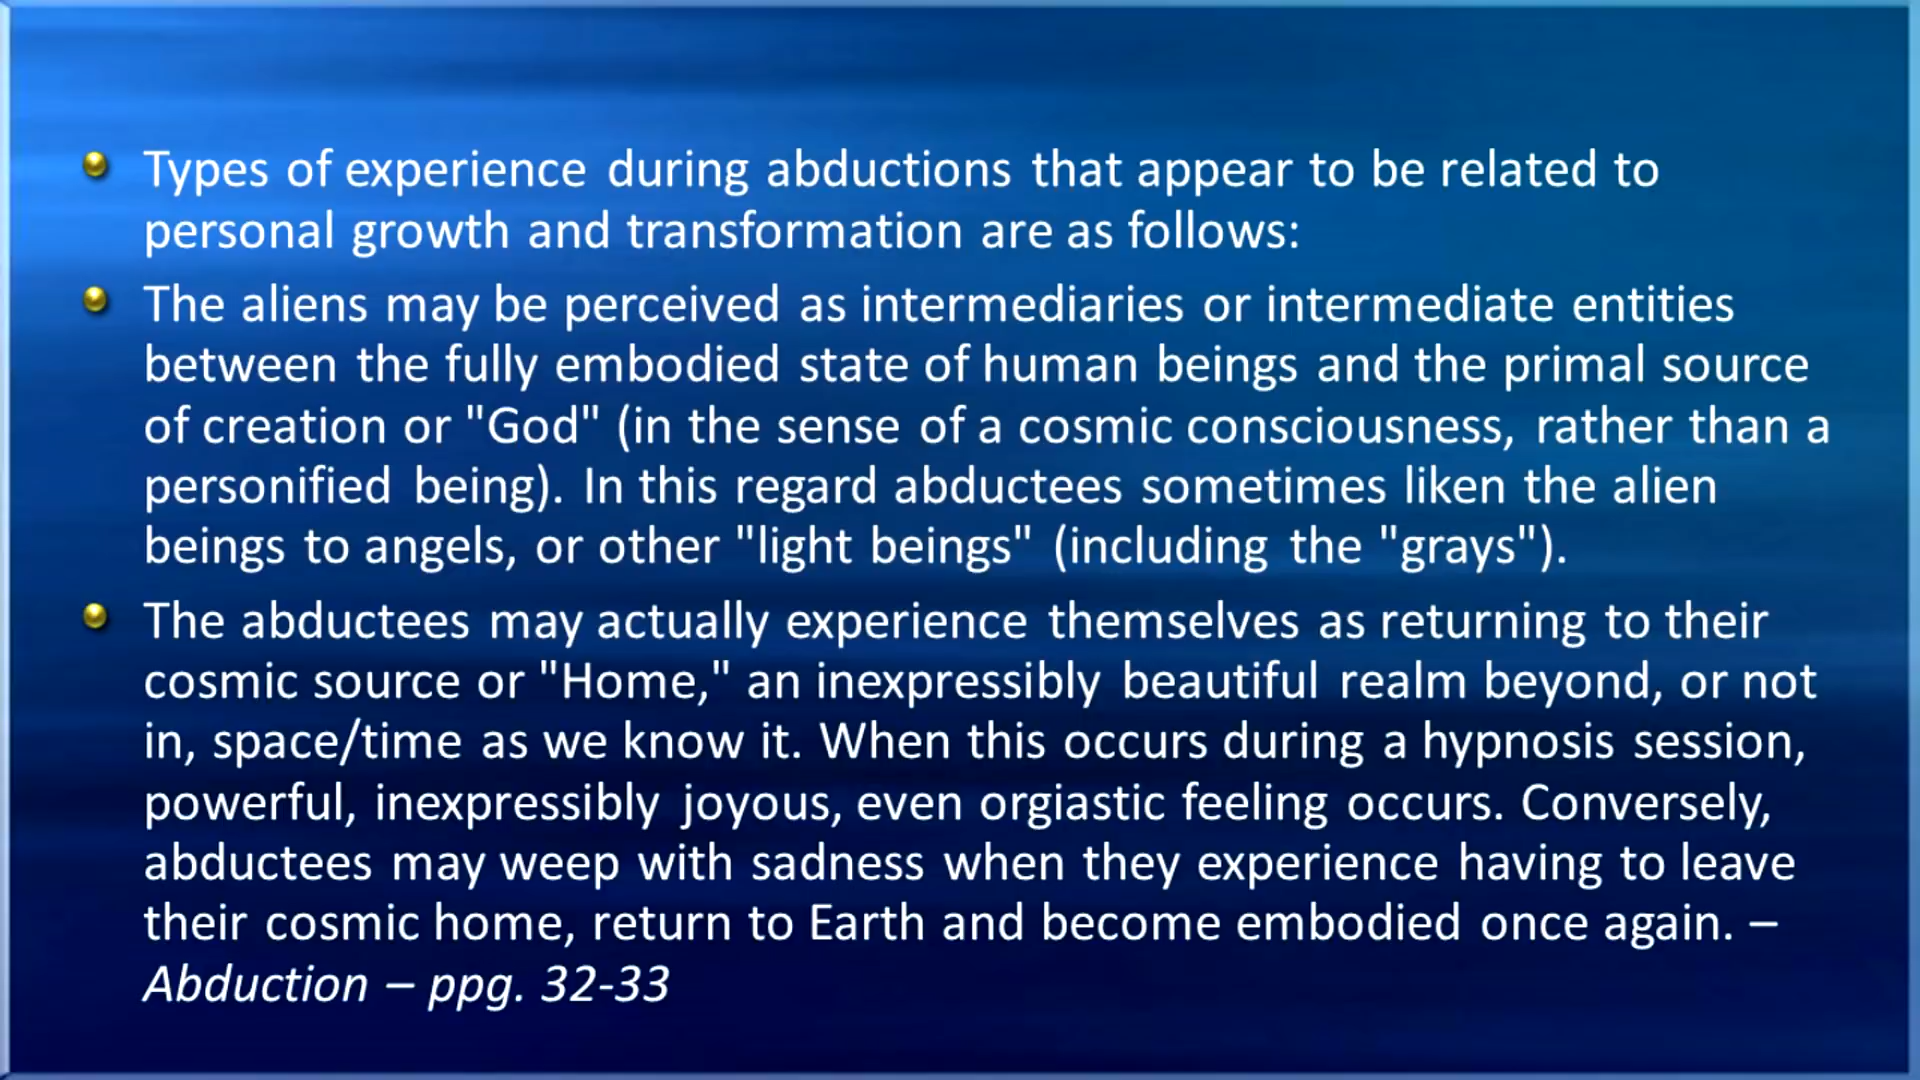 Types of experience during abductions that appear to be related to
personal growth and transformation are as follows:
The aliens may be perceived as intermediaries or intermediate entities
between the fully embodied state of human beings and the primal source
of creation or "God" (in the sense of a cosmic consciousness, rather than a
personified being). In this regard abductees sometimes liken the alien
beings to angels, or other "light beings" (including the "grays").
The abductees may actually experience themselves as returning to their
cosmic source or "Home," an inexpressibly beautiful realm beyond, or not
in, space/time as we know it. When this occurs during a hypnosis session,
powerful, inexpressibly joyous, even orgiastic feeling occurs. Conversely,
abductees may weep with sadness when they experience having to leave
their cosmic home, return to Earth and become embodied once again. –
Abduction – ppg. 32-33